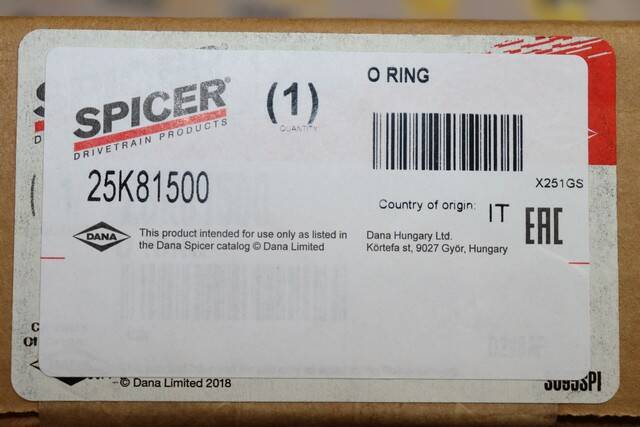 SPICER®
DRIVETRAIN PRODUCTS
(1)
QUANTITY
O RING
25K81500
X251GS
Country of origin: IT
EAC
DANA
This product intended for use only as listed in
the Dana Spicer catalog © Dana Limited
Dana Hungary Ltd.
Körtefa st, 9027 Győr, Hungary
© Dana Limited 2018